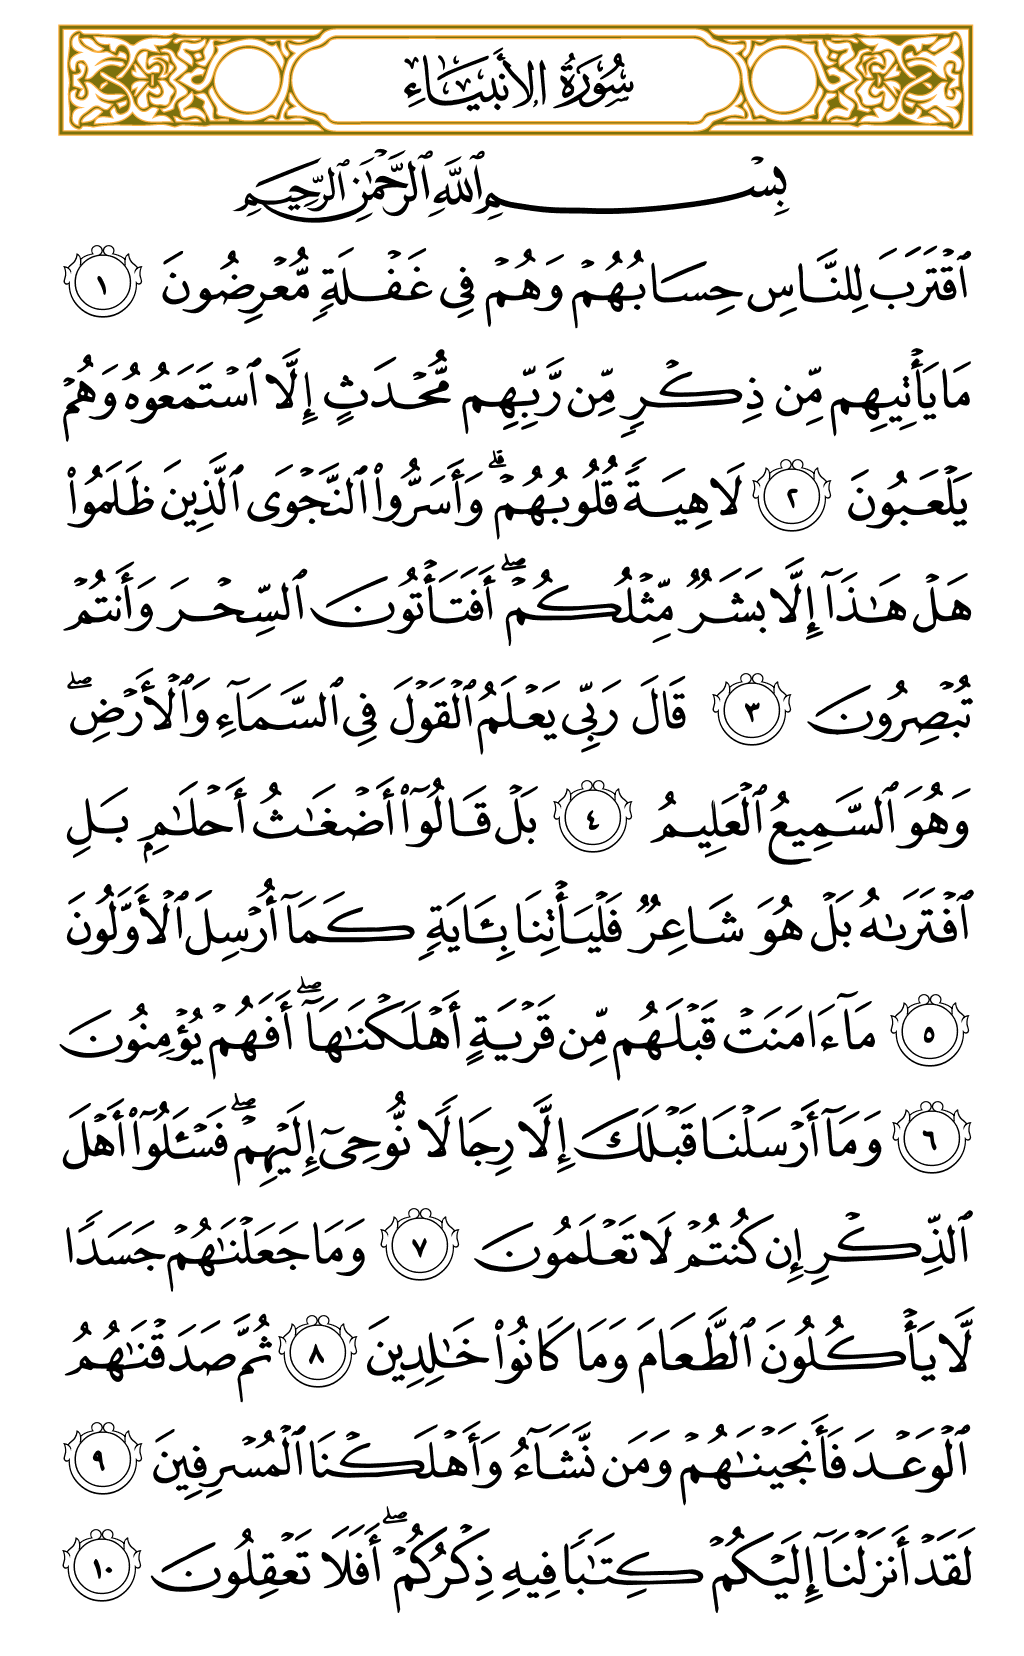 سُورَةُ الأَنبِيَاءِ
بِسْمِ ٱللَّهِ ٱلرَّحْمَٰنِ ٱلرَّحِيمِ
ٱقْتَرَبَ لِلنَّاسِ حِسَابُهُمْ وَهُمْ فِى غَفْلَةٍ مُّعْرِضُونَ ١
مَا يَأْتِيهِم مِّن ذِكْرٍ مِّن رَّبِّهِم مُّحْدَثٍ إِلَّا ٱسْتَمَعُوهُ وَهُمْ
يَلْعَبُونَ ٢ لَاهِيَةً قُلُوبُهُمْ ۗ وَأَسَرُّوا۟ ٱلنَّجْوَى ٱلَّذِينَ ظَلَمُوا۟
هَلْ هَٰذَآ إِلَّا بَشَرٌ مِّثْلُكُمْ ۖ أَفَتَأْتُونَ ٱلسِّحْرَ وَأَنتُمْ
تُبْصِرُونَ ٣ قَالَ رَبِّى يَعْلَمُ ٱلْقَوْلَ فِى ٱلسَّمَآءِ وَٱلْأَرْضِ ۖ
وَهُوَ ٱلسَّمِيعُ ٱلْعَلِيمُ ٤ بَلْ قَالُوٓا۟ أَضْغَٰثُ أَحْلَٰمٍۭ بَلِ
ٱفْتَرَىٰهُ بَلْ هُوَ شَاعِرٌ فَلْيَأْتِنَا بِـَٔايَةٍ كَمَآ أُرْسِلَ ٱلْأَوَّلُونَ
٥ مَآ ءَامَنَتْ قَبْلَهُم مِّن قَرْيَةٍ أَهْلَكْنَٰهَآ ۖ أَفَهُمْ يُؤْمِنُونَ
٦ وَمَآ أَرْسَلْنَا قَبْلَكَ إِلَّا رِجَالًا نُّوحِىٓ إِلَيْهِمْ ۖ فَسْـَٔلُوٓا۟ أَهْلَ
ٱلذِّكْرِ إِن كُنتُمْ لَا تَعْلَمُونَ ٧ وَمَا جَعَلْنَٰهُمْ جَسَدًا
لَّا يَأْكُلُونَ ٱلطَّعَامَ وَمَا كَانُوا۟ خَٰلِدِينَ ٨ ثُمَّ صَدَقْنَٰهُمُ
ٱلْوَعْدَ فَأَنجَيْنَٰهُمْ وَمَن نَّشَآءُ وَأَهْلَكْنَا ٱلْمُسْرِفِينَ ٩
لَقَدْ أَنزَلْنَآ إِلَيْكُمْ كِتَٰبًا فِيهِ ذِكْرُكُمْ ۖ أَفَلَا تَعْقِلُونَ ١٠